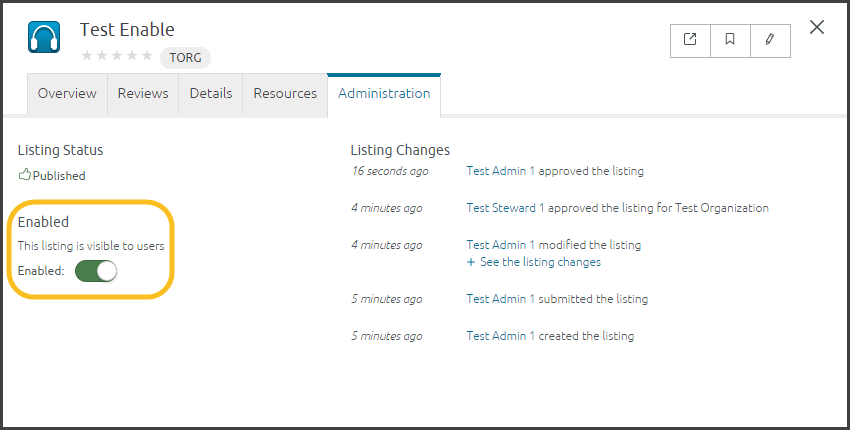 Test Enable
TORG
Overview
Reviews
Details
Resources
Administration
Listing Status
Published
Enabled
This listing is visible to users
Enabled:
Listing Changes
16 seconds ago Test Admin 1 approved the listing
4 minutes ago Test Steward 1 approved the listing for Test Organization
4 minutes ago Test Admin 1 modified the listing
+ See the listing changes
5 minutes ago Test Admin 1 submitted the listing
5 minutes ago Test Admin 1 created the listing